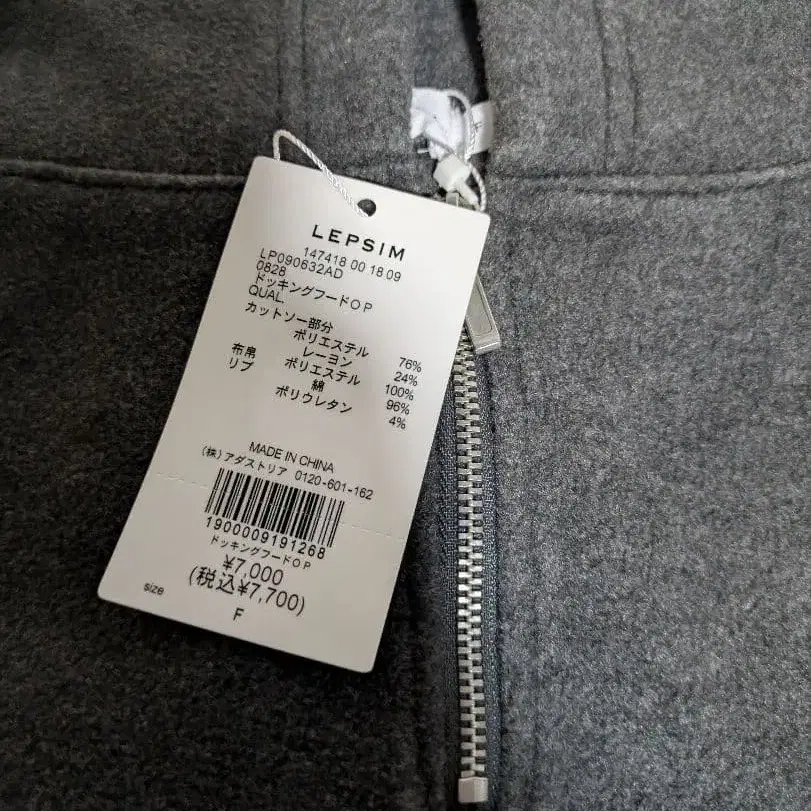 LEPSIM
147418 00 18 09
LP090632AD
0828
ドッキングフードOP
QUAL.
カットソー部分
ポリエステル 76%
レーヨン 24%
布帛 ポリエステル 100%
リブ 綿 96%
ポリウレタン 4%
MADE IN CHINA
(株)アダストリア 0120-601-162
1900009191268
ドッキングフードOP
¥7,000
(税込¥7,700)
size
F
F